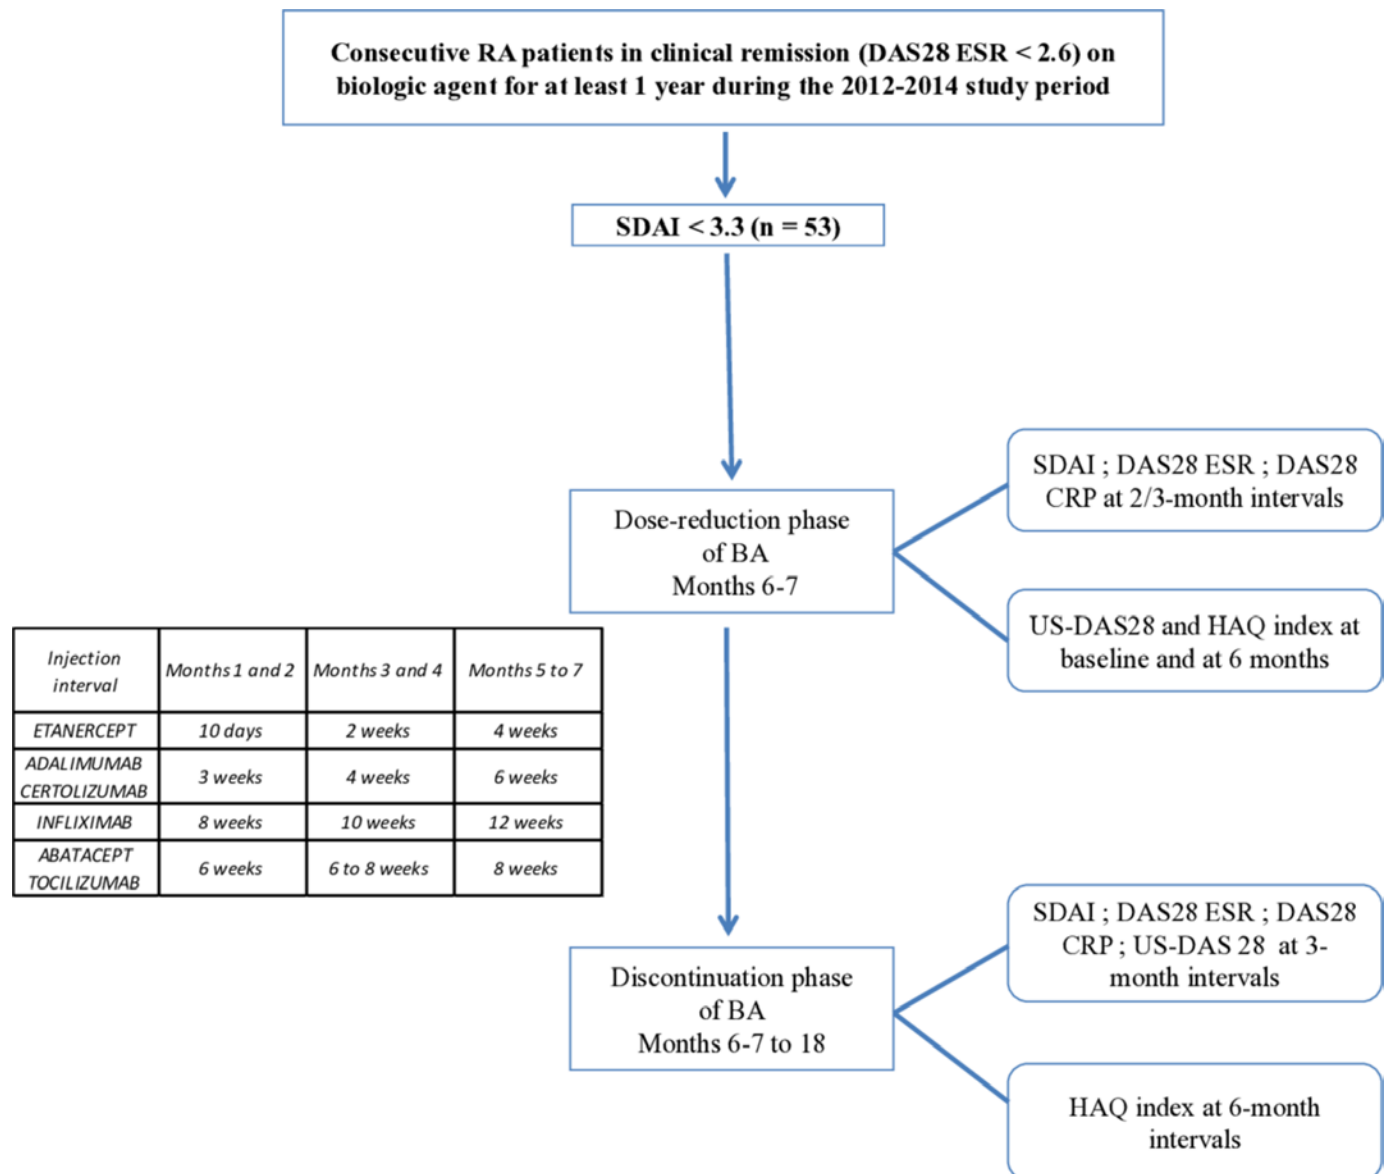 Consecutive RA patients in clinical remission (DAS28 ESR < 2.6) on
biologic agent for at least 1 year during the 2012-2014 study period
SDAI < 3.3 (n = 53)
Dose-reduction phase
of BA
Months 6-7
SDAI ; DAS28 ESR ; DAS28
CRP at 2/3-month intervals
US-DAS28 and HAQ index at
baseline and at 6 months
Injection
interval
Months 1 and 2
Months 3 and 4
Months 5 to 7
ETANERCEPT
10 days
2 weeks
4 weeks
ADALIMUMAB
CERTOLIZUMAB
3 weeks
4 weeks
6 weeks
INFLIXIMAB
8 weeks
10 weeks
12 weeks
ABATACEPT
TOCILIZUMAB
6 weeks
6 to 8 weeks
8 weeks
Discontinuation phase
of BA
Months 6-7 to 18
SDAI ; DAS28 ESR ; DAS28
CRP ; US-DAS 28 at 3-
month intervals
HAQ index at 6-month
intervals